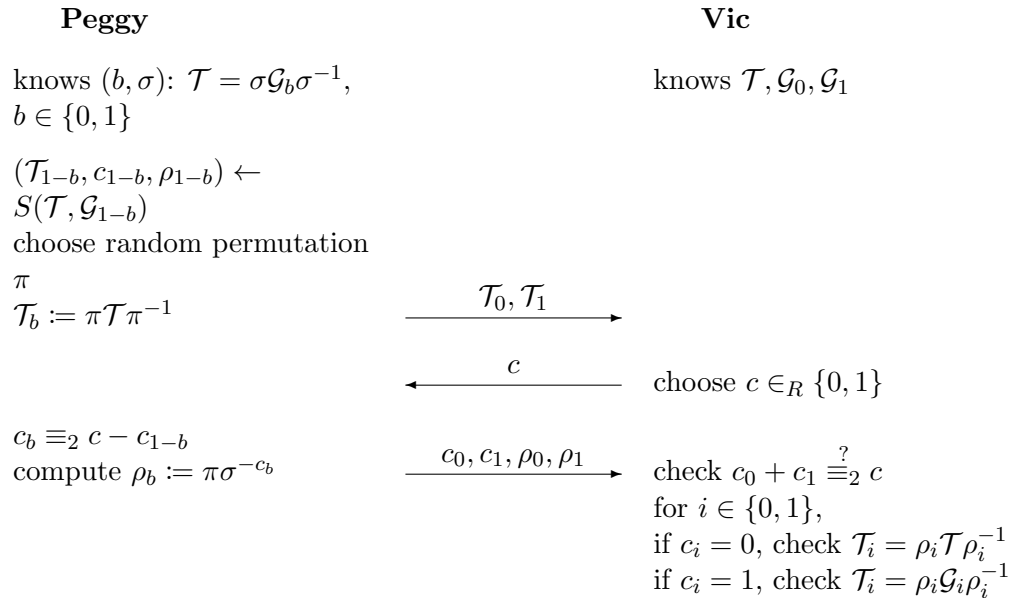 Peggy Vic
knows (b, σ): 𝒯 = σ𝒢_bσ^{−1}, knows 𝒯, 𝒢_0, 𝒢_1
b ∈ {0, 1}
(𝒯_{1−b}, c_{1−b}, ρ_{1−b}) ←
S(𝒯, 𝒢_{1−b})
choose random permutation
π
𝒯_b ≔ π𝒯π^{−1} 𝒯_0, 𝒯_1
c choose c ∈_R {0, 1}
c_b ≡_2 c − c_{1−b}
compute ρ_b ≔ πσ^{−c_b} c_0, c_1, ρ_0, ρ_1 check c_0 + c_1 ≡^?_2 c
for i ∈ {0, 1},
if c_i = 0, check 𝒯_i = ρ_i𝒯ρ_i^{−1}
if c_i = 1, check 𝒯_i = ρ_i𝒢_iρ_i^{−1}